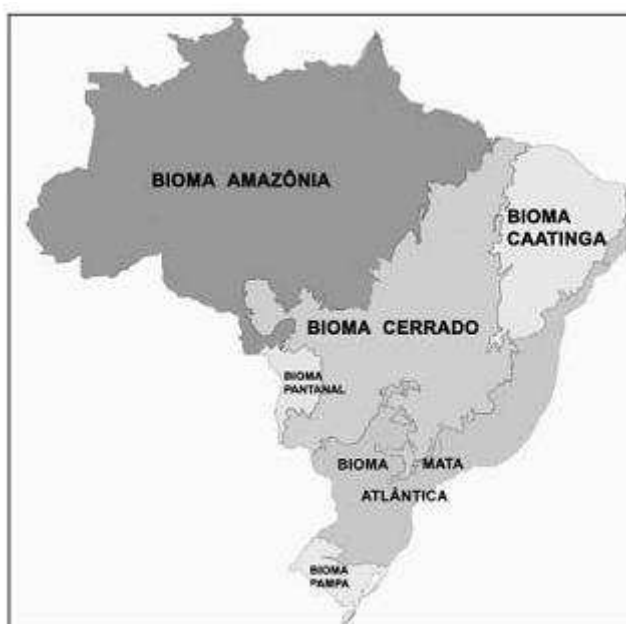 BIOMA AMAZÔNIA
BIOMA
CAATINGA
BIOMA CERRADO
BIOMA
PANTANAL
BIOMA MATA
ATLÂNTICA
BIOMA
PAMPA